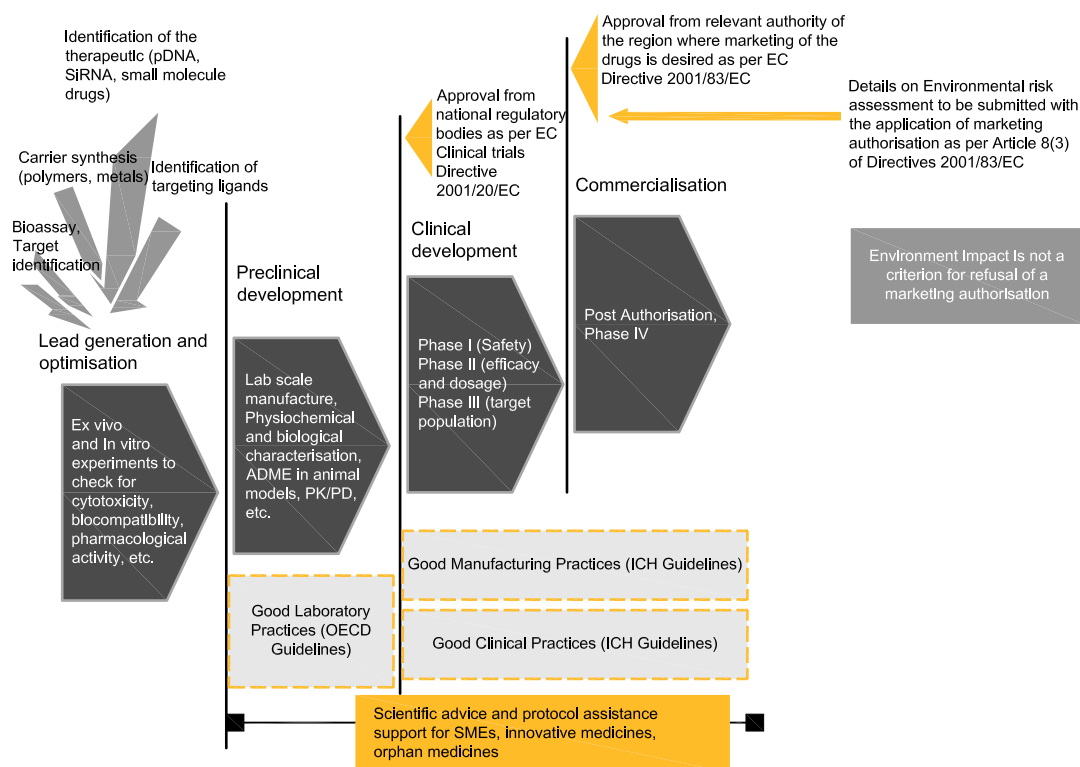 Identification of the
therapeutic (pDNA,
SiRNA, small molecule
drugs)
Carrier synthesis
(polymers, metals)
Identification of
targeting ligands
Bioassay,
Target
identification
Lead generation and
optimisation
Ex vivo
and In vitro
experiments to
check for
cytotoxicity,
biocompatibility,
pharmacological
activity, etc.
Preclinical
development
Lab scale
manufacture,
Physiochemical
and biological
characterisation,
ADME in animal
models, PK/PD,
etc.
Good Laboratory
Practices (OECD
Guidelines)
Approval from
national regulatory
bodies as per EC
Clinical trials
Directive
2001/20/EC
Clinical
development
Phase I (Safety)
Phase II (efficacy
and dosage)
Phase III (target
population)
Approval from relevant authority of
the region where marketing of the
drugs is desired as per EC
Directive 2001/83/EC
Commercialisation
Post Authorisation,
Phase IV
Details on Environmental risk
assessment to be submitted with
the application of marketing
authorisation as per Article 8(3)
of Directives 2001/83/EC
Environment Impact Is not a
criterion for refusal of a
marketing authorisation
Good Manufacturing Practices (ICH Guidelines)
Good Clinical Practices (ICH Guidelines)
Scientific advice and protocol assistance
support for SMEs, innovative medicines,
orphan medicines